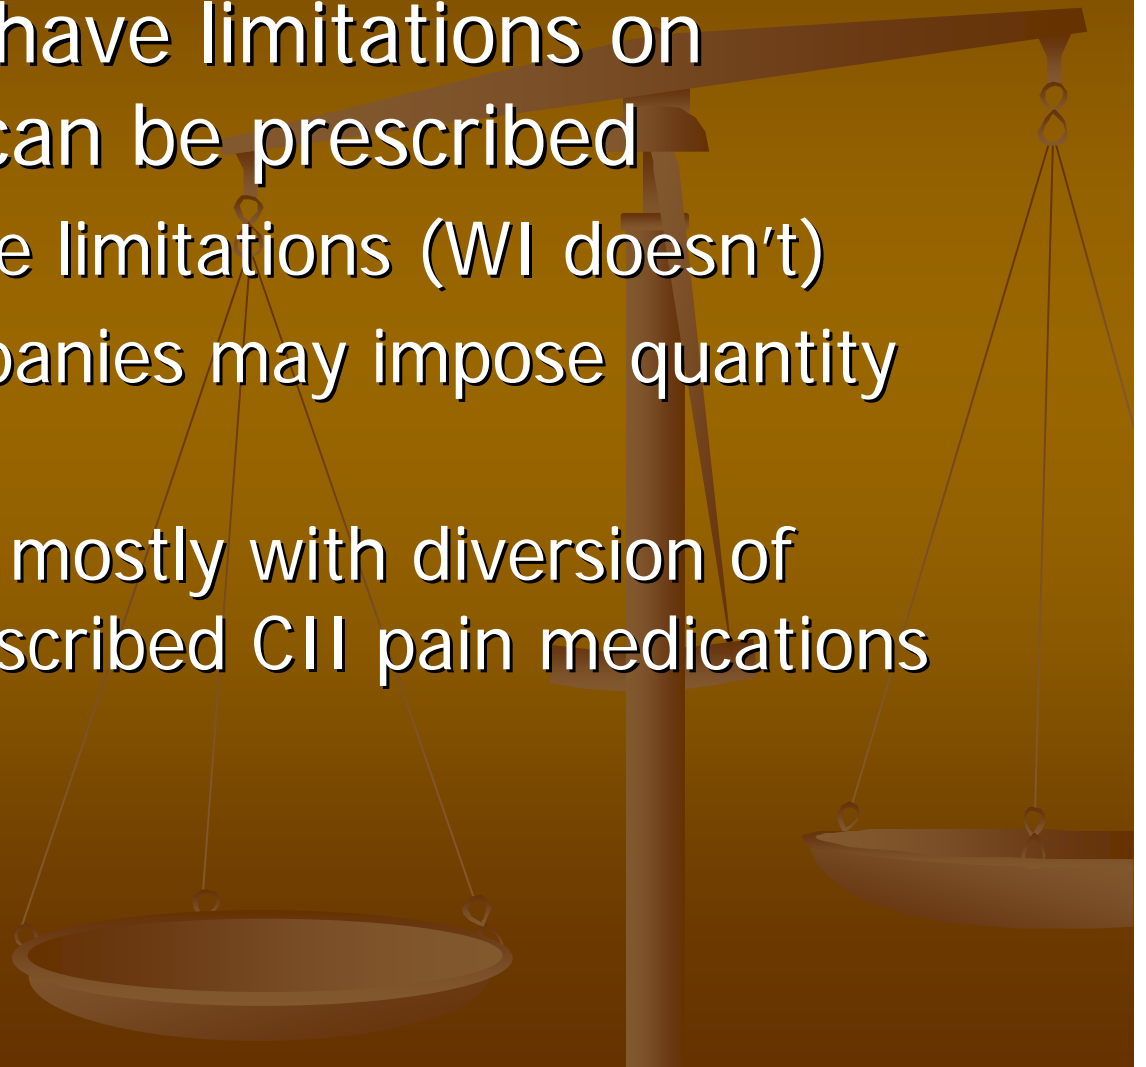 have limitations on
can be prescribed
e limitations (WI doesn't)
panies may impose quantity
mostly with diversion of
scribed CII pain medications